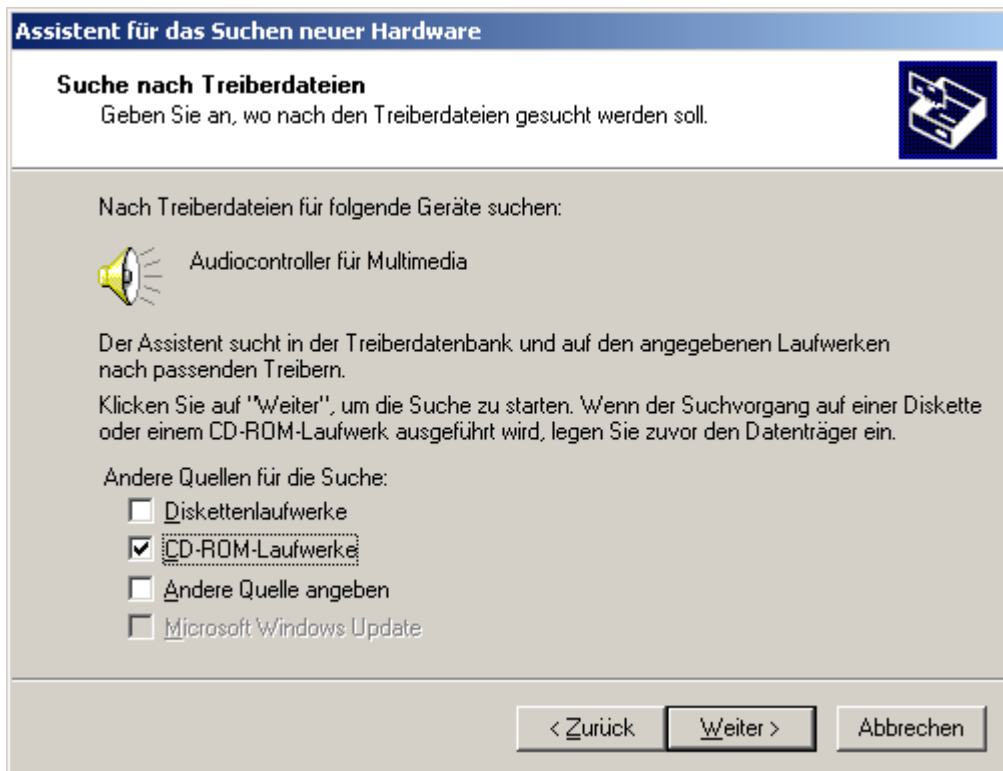 Assistent für das Suchen neuer Hardware
Suche nach Treiberdateien
Geben Sie an, wo nach den Treiberdateien gesucht werden soll.
Nach Treiberdateien für folgende Geräte suchen:
Audiocontroller für Multimedia
Der Assistent sucht in der Treiberdatenbank und auf den angegebenen Laufwerken
nach passenden Treibern.
Klicken Sie auf "Weiter", um die Suche zu starten. Wenn der Suchvorgang auf einer Diskette
oder einem CD-ROM-Laufwerk ausgeführt wird, legen Sie zuvor den Datenträger ein.
Andere Quellen für die Suche:
Diskettenlaufwerke
CD-ROM-Laufwerke
Andere Quelle angeben
Microsoft Windows Update
< Zurück Weiter > Abbrechen